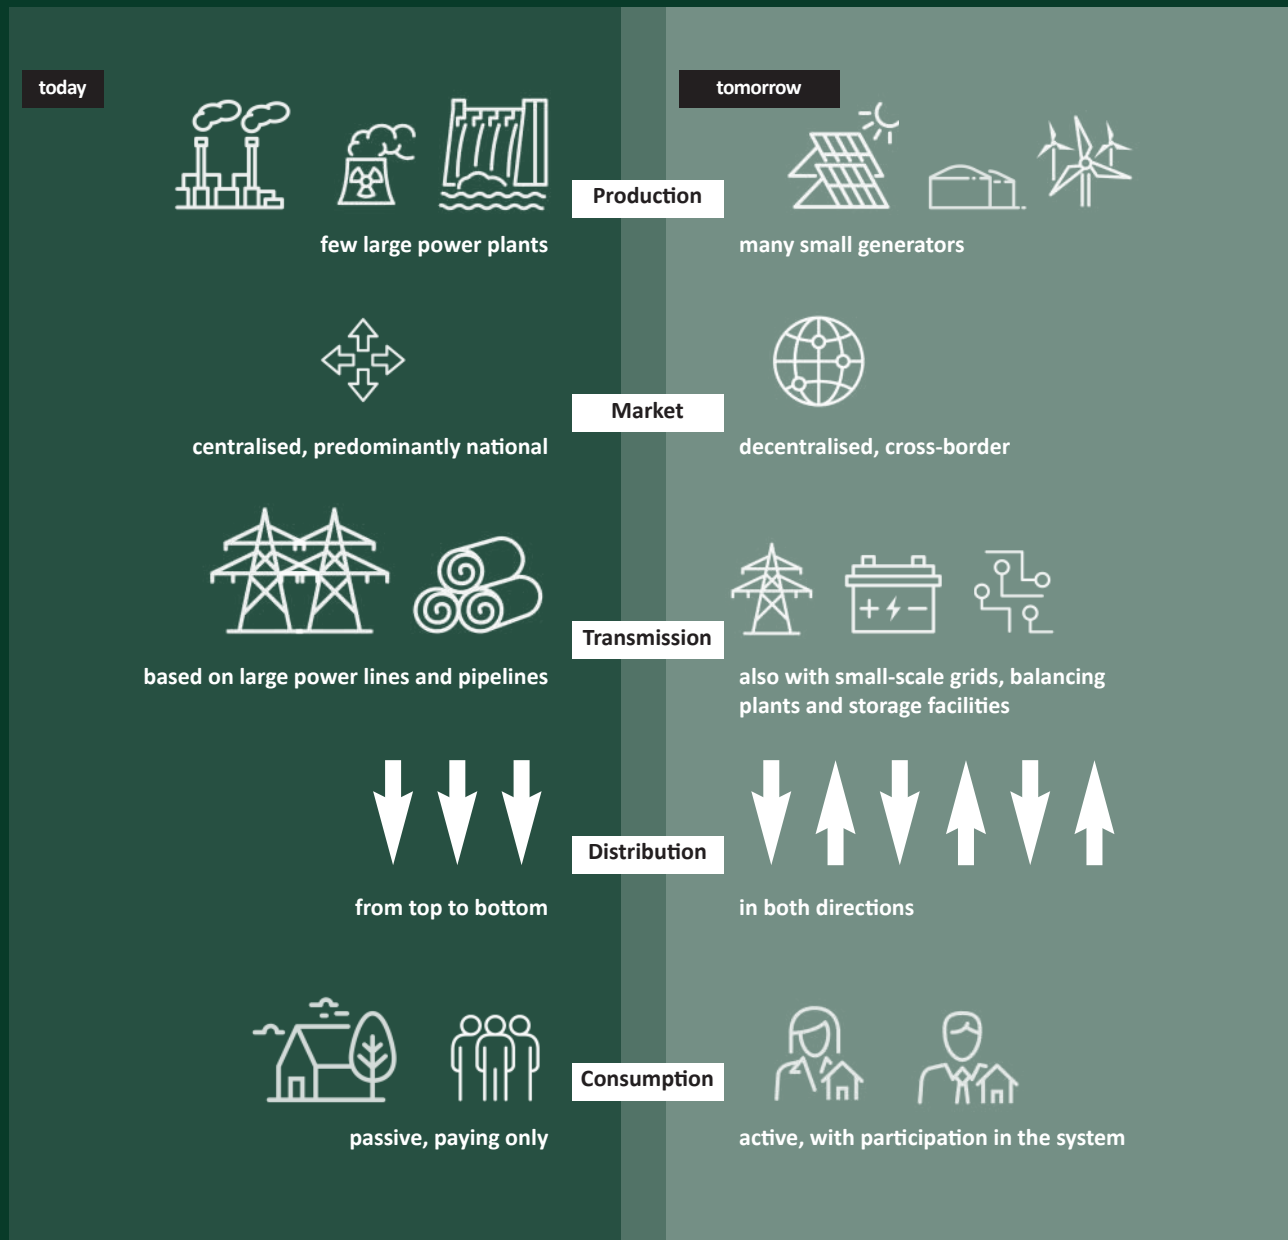 today
tomorrow
Production
few large power plants
many small generators
Market
centralised, predominantly national
decentralised, cross-border
Transmission
based on large power lines and pipelines
also with small-scale grids, balancing
plants and storage facilities
Distribution
from top to bottom
in both directions
Consumption
passive, paying only
active, with participation in the system